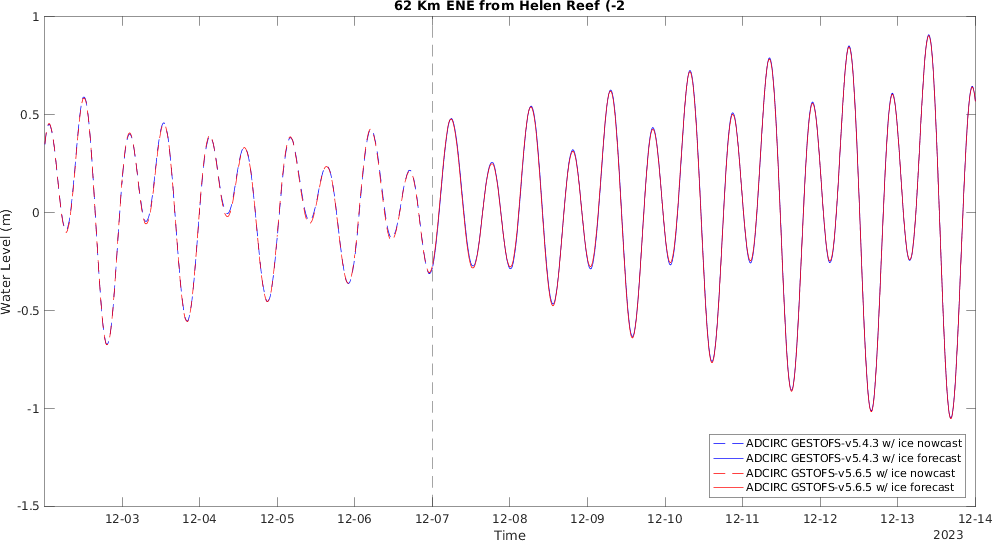 62 Km ENE from Helen Reef (-2
1
0.5
0
-0.5
-1
-1.5
Water Level (m)
ADCIRC GESTOFS-v5.4.3 w/ ice nowcast
ADCIRC GESTOFS-v5.4.3 w/ ice forecast
ADCIRC GSTOFS-v5.6.5 w/ ice nowcast
ADCIRC GSTOFS-v5.6.5 w/ ice forecast
12-03 12-04 12-05 12-06 12-07 12-08 12-09 12-10 12-11 12-12 12-13 12-14
Time
2023